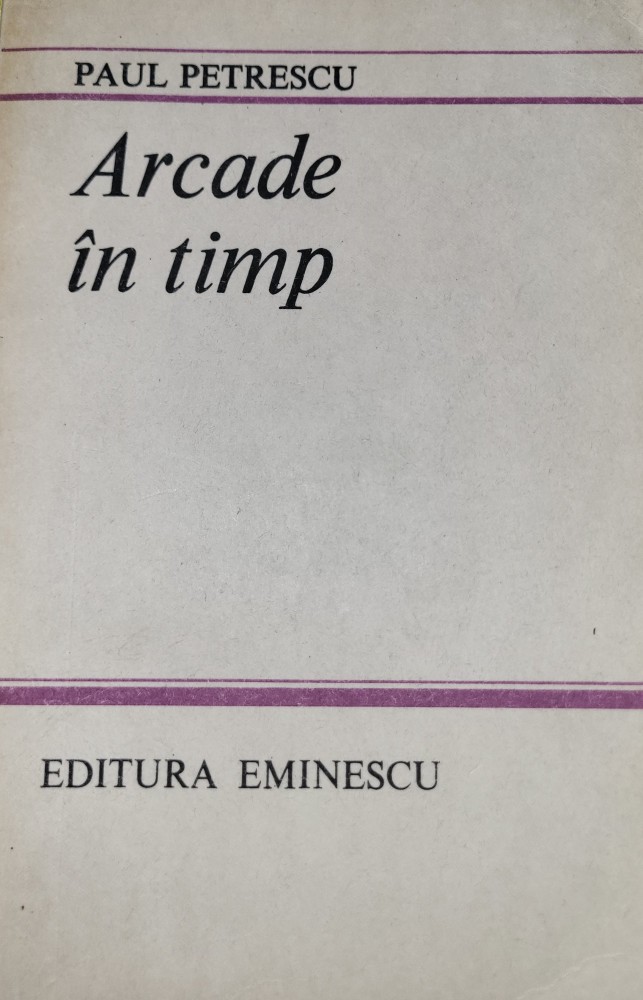 PAUL PETRESCU
Arcade
în timp
EDITURA EMINESCU